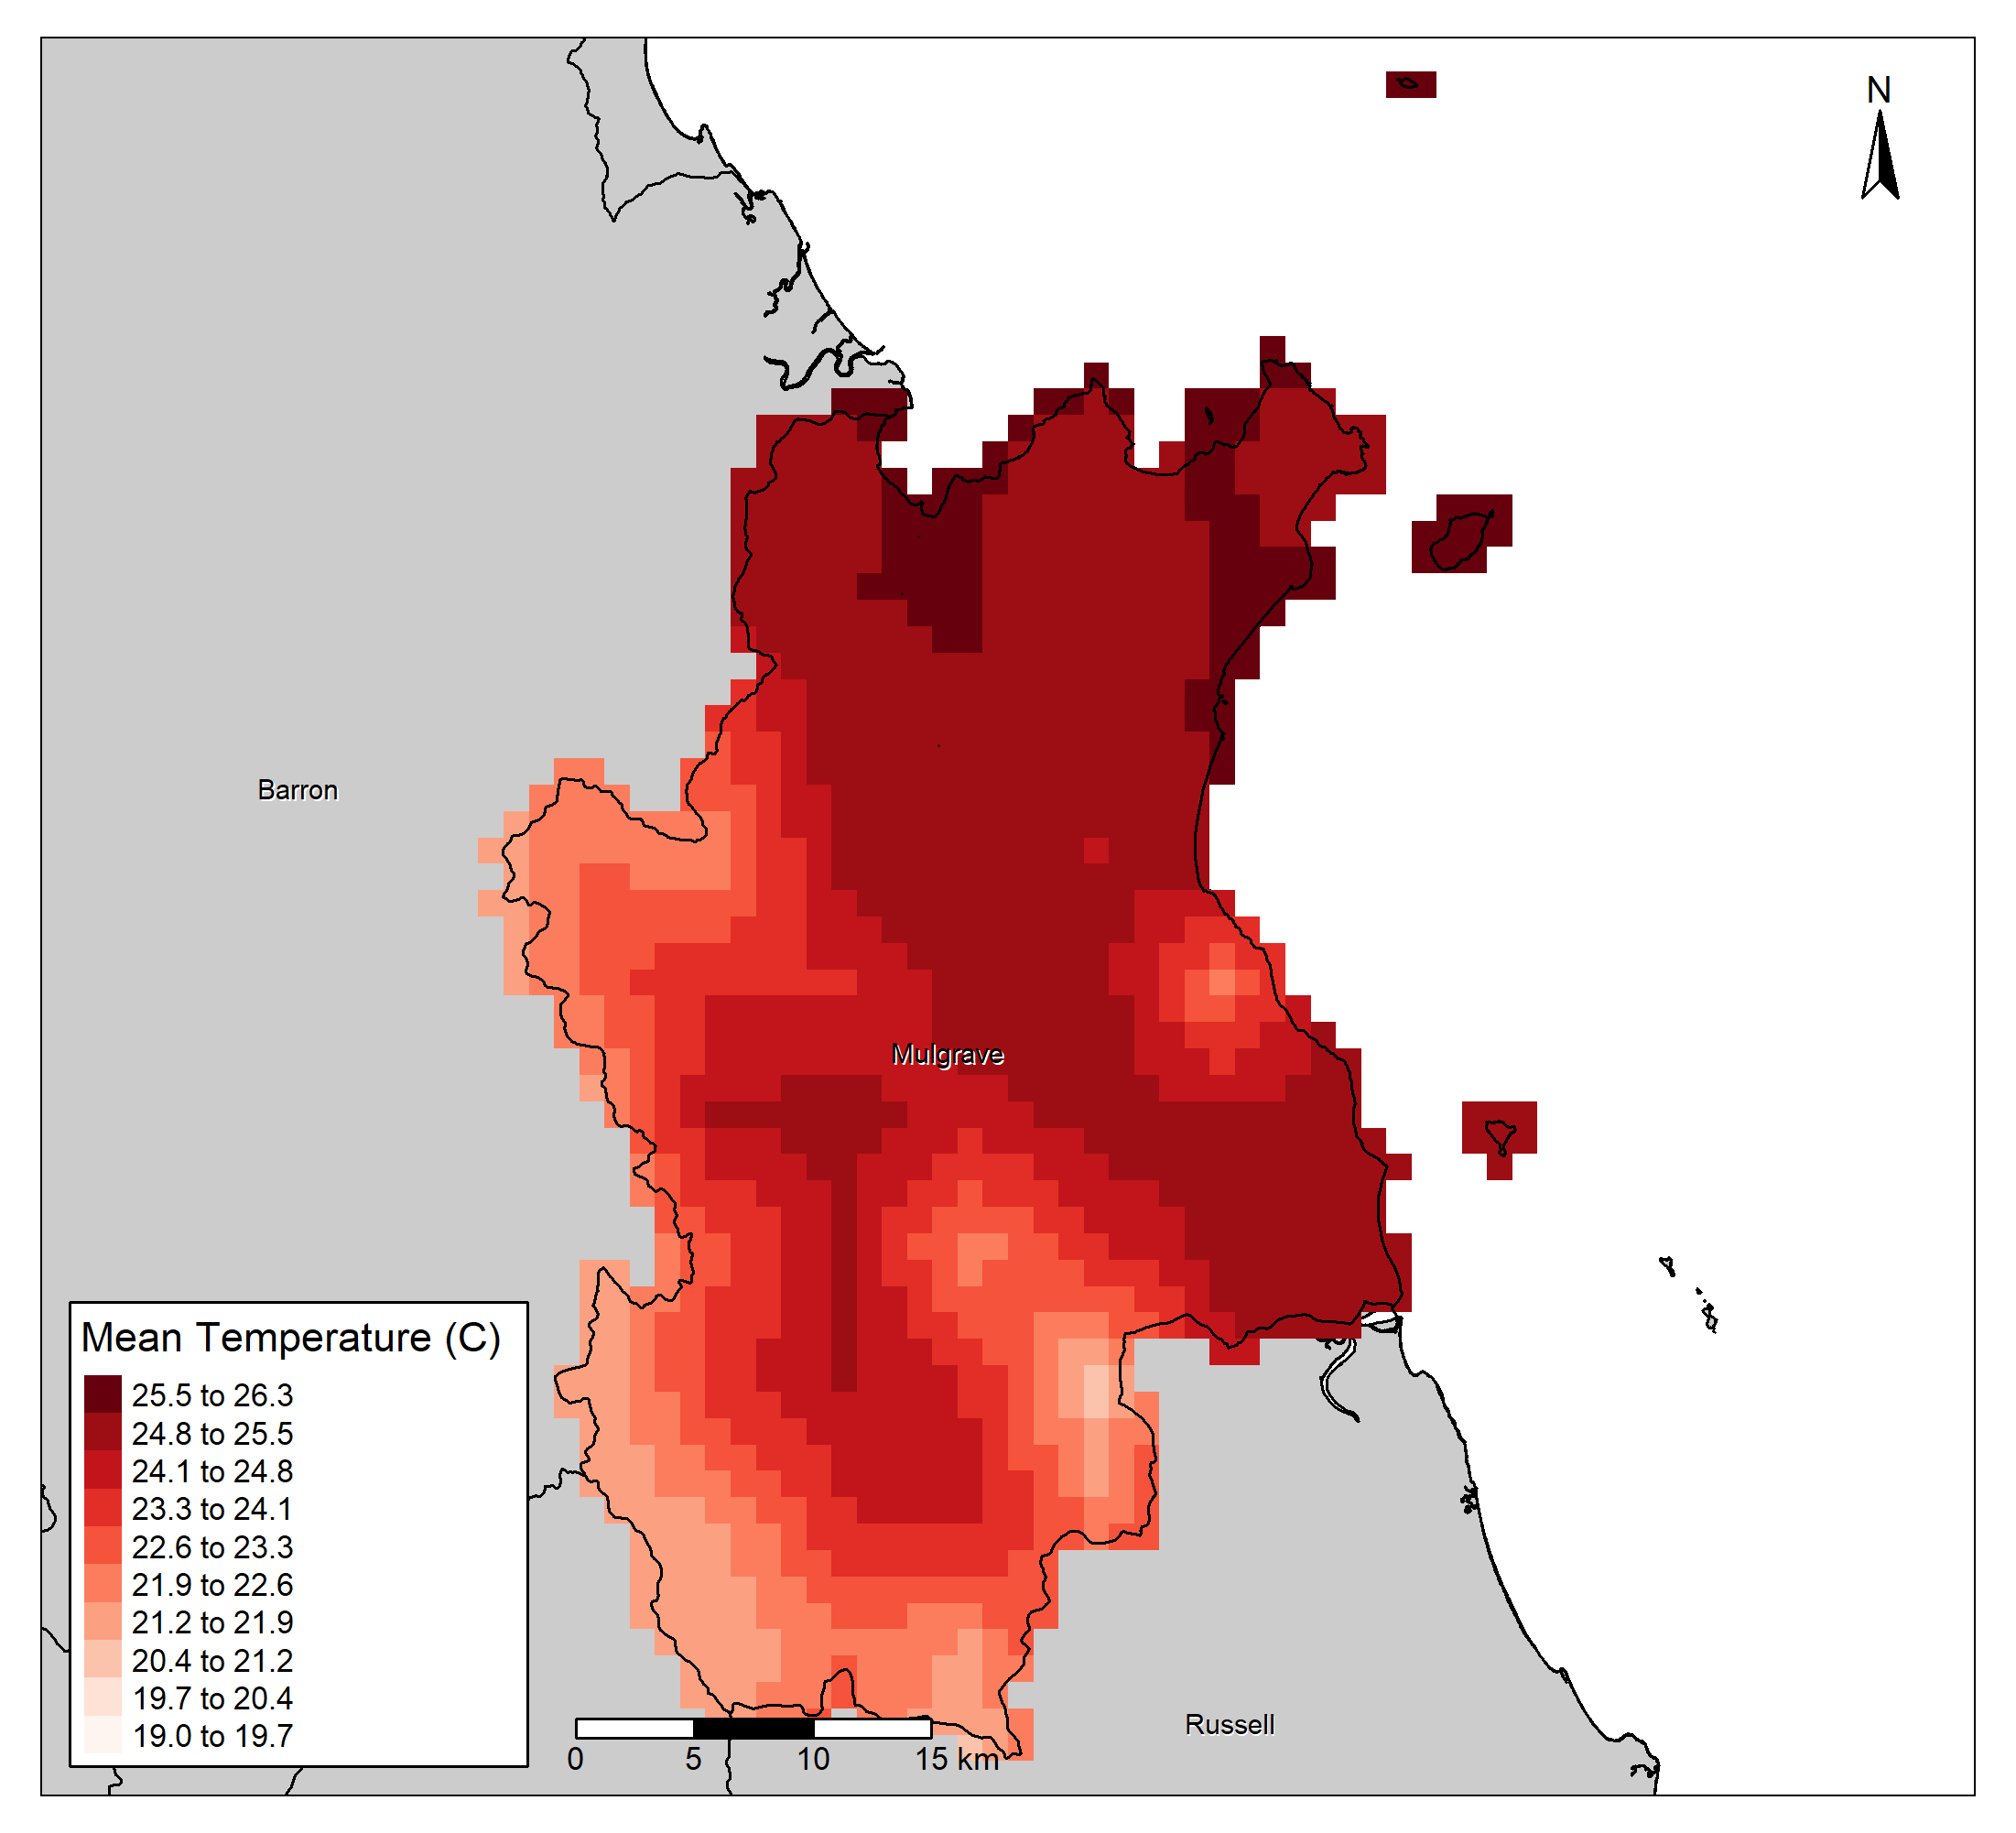 N
Barron
Mulgrave
Mean Temperature (C)
25.5 to 26.3
24.8 to 25.5
24.1 to 24.8
23.3 to 24.1
22.6 to 23.3
21.9 to 22.6
21.2 to 21.9
20.4 to 21.2
19.7 to 20.4
19.0 to 19.7
Russell
0 5 10 15 km